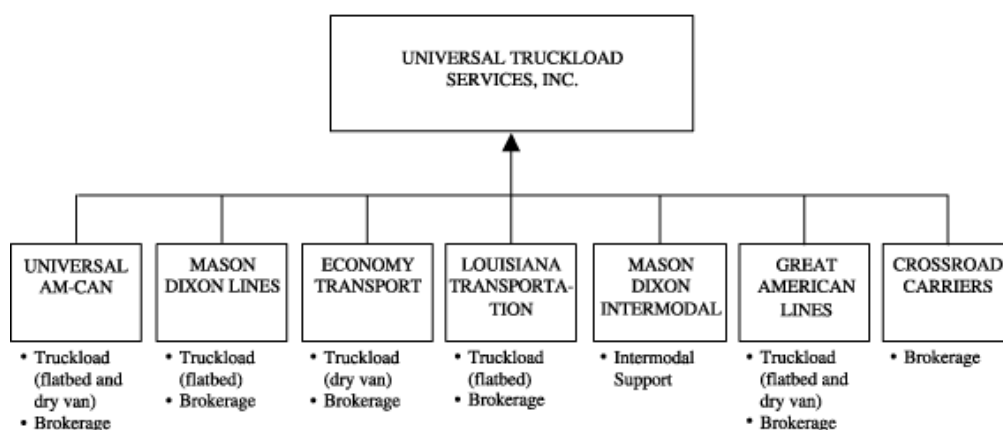 UNIVERSAL TRUCKLOAD
SERVICES, INC.
UNIVERSAL
AM-CAN
• Truckload
(flatbed and
dry van)
• Brokerage
MASON
DIXON LINES
• Truckload
(flatbed)
• Brokerage
ECONOMY
TRANSPORT
• Truckload
(dry van)
• Brokerage
LOUISIANA
TRANSPORTA-
TION
• Truckload
(flatbed)
• Brokerage
MASON
DIXON
INTERMODAL
• Intermodal
Support
GREAT
AMERICAN
LINES
• Truckload
(flatbed and
dry van)
• Brokerage
CROSSROAD
CARRIERS
• Brokerage